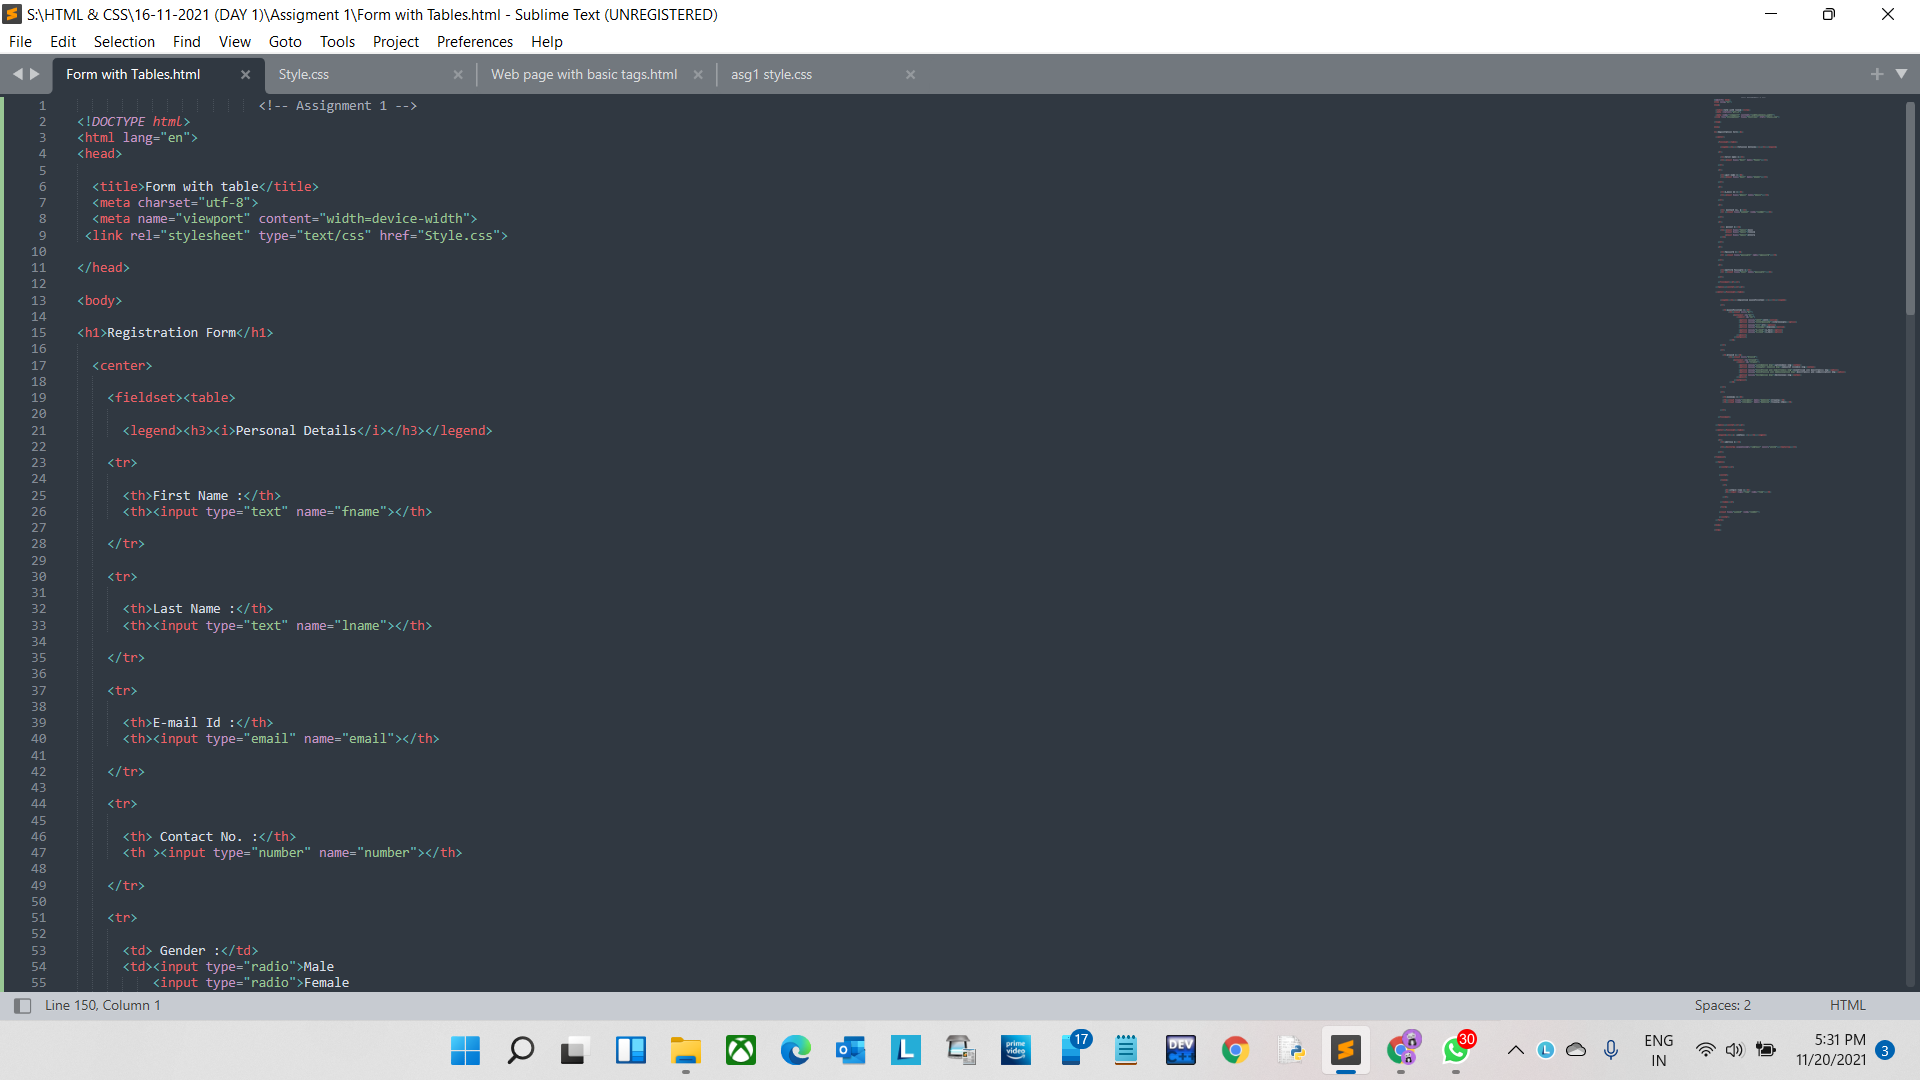 S:\HTML & CSS\16-11-2021 (DAY 1)\Assigment 1\Form with Tables.html - Sublime Text (UNREGISTERED)
File Edit Selection Find View Goto Tools Project Preferences Help
Form with Tables.html Style.css Web page with basic tags.html asg1 style.css
1 <!-- Assignment 1 -->
2 <!DOCTYPE html>
3 <html lang="en">
4 <head>
5
6 <title>Form with table</title>
7 <meta charset="utf-8">
8 <meta name="viewport" content="width=device-width">
9 <link rel="stylesheet" type="text/css" href="Style.css">
10
11 </head>
12
13 <body>
14
15 <h1>Registration Form</h1>
16
17 <center>
18
19 <fieldset><table>
20
21 <legend><h3><i>Personal Details</i></h3></legend>
22
23 <tr>
24
25 <th>First Name :</th>
26 <th><input type="text" name="fname"></th>
27
28 </tr>
29
30 <tr>
31
32 <th>Last Name :</th>
33 <th><input type="text" name="lname"></th>
34
35 </tr>
36
37 <tr>
38
39 <th>E-mail Id :</th>
40 <th><input type="email" name="email"></th>
41
42 </tr>
43
44 <tr>
45
46 <th> Contact No. :</th>
47 <th ><input type="number" name="number"></th>
48
49 </tr>
50
51 <tr>
52
53 <td> Gender :</td>
54 <td><input type="radio">Male
55 <input type="radio">Female
Line 150, Column 1 Spaces: 2 HTML
17
30
prime video
DEV C++
L
L
ENG
IN
5:31 PM
11/20/2021
3